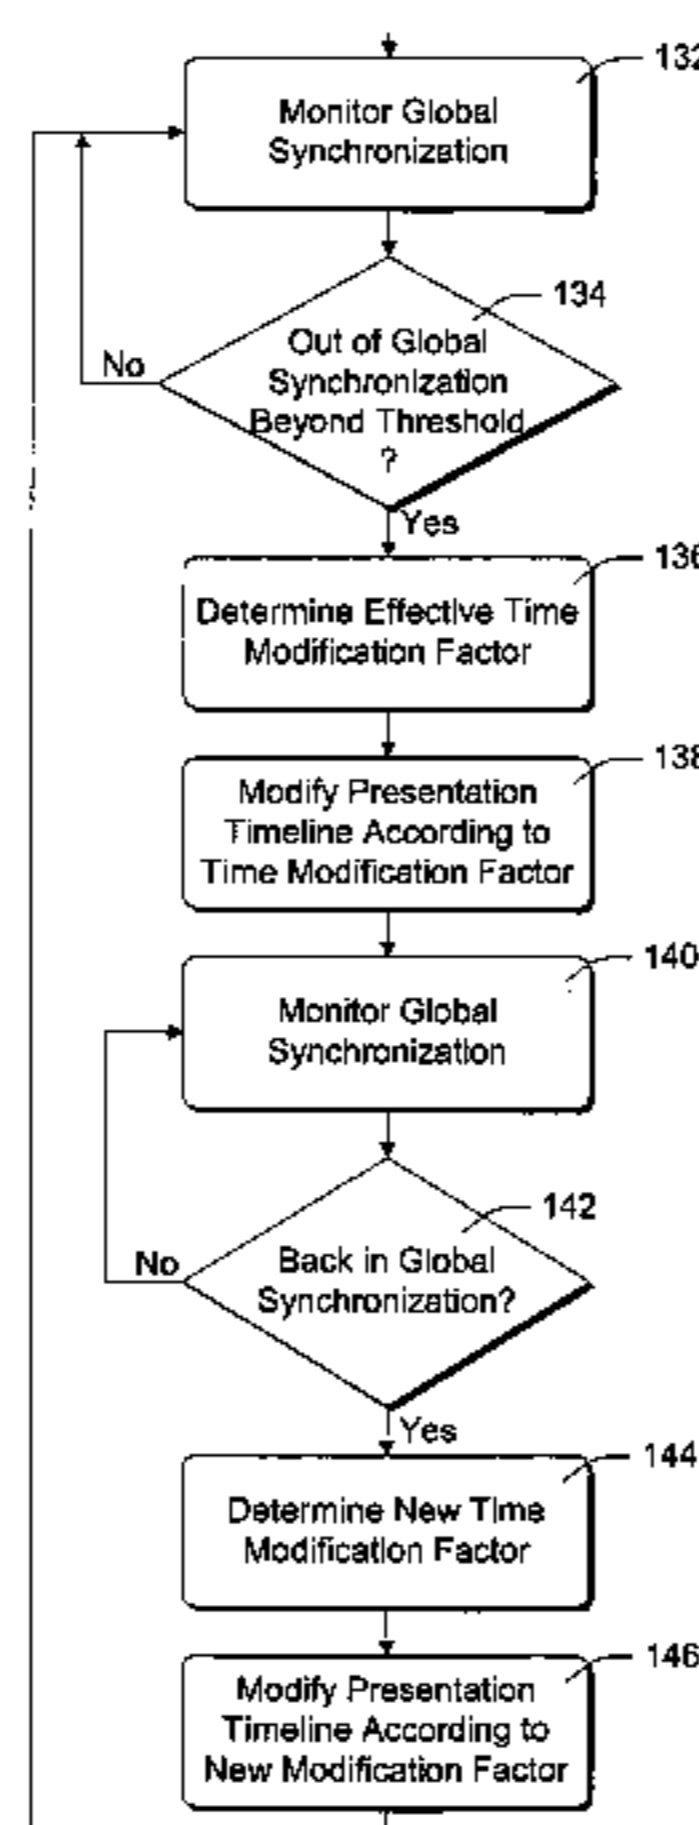 132
Monitor Global
Synchronization
134
Out of Global
Synchronization
Beyond Threshold
?
No
Yes
136
Determine Effective Time
Modification Factor
138
Modify Presentation
Timeline According to
Time Modification Factor
140
Monitor Global
Synchronization
142
Back in Global
Synchronization?
No
Yes
144
Determine New Time
Modification Factor
146
Modify Presentation
Timeline According to
New Modification Factor